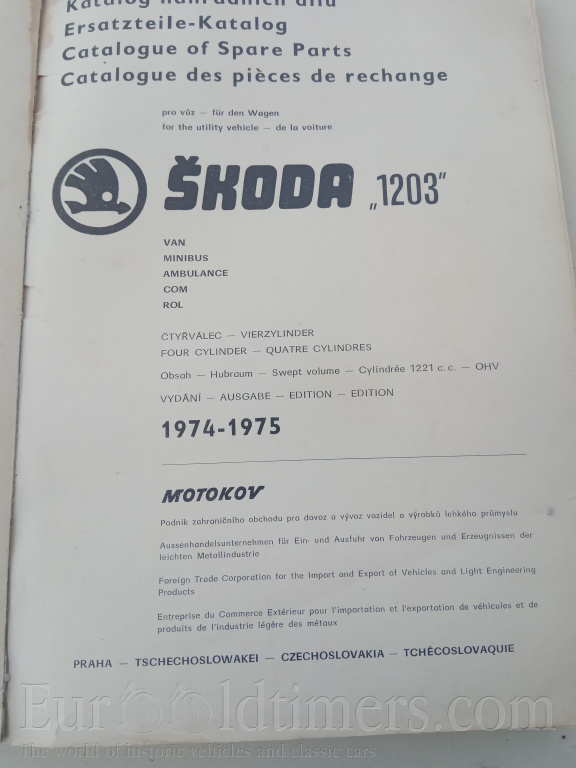 Katalog náhradních dílů
Ersatzteile-Katalog
Catalogue of Spare Parts
Catalogue des pièces de rechange
pro vůz — für den Wagen
for the utility vehicle — de la voiture
ŠKODA „1203"
VAN
MINIBUS
AMBULANCE
COM
ROL
ČTYŘVÁLEC — VIERZYLINDER
FOUR CYLINDER — QUATRE CYLINDRES
Obsah — Hubraum — Swept volume — Cylindrée 1221 c. c. — OHV
VYDÁNÍ — AUSGABE — EDITION — EDITION
1974-1975
MOTOKOV
Podnik zahraničního obchodu pro dovoz a vývoz vozidel a výrobků lehkého průmyslu
Aussenhandelsunternehmen für Ein- und Ausfuhr von Fahrzeugen und Erzeugnissen der
leichten Metallindustrie
Foreign Trade Corporation for the Import and Export of Vehicles and Light Engineering
Products
Entreprise du Commerce Extérieur pour l'importation et l'exportation de véhicules et de
produits de l'industrie légère des métaux
PRAHA — TSCHECHOSLOWAKEI — CZECHOSLOVAKIA — TCHÉCOSLOVAQUIE
EurOOldtimers.com
The world of historic vehicles and classic cars